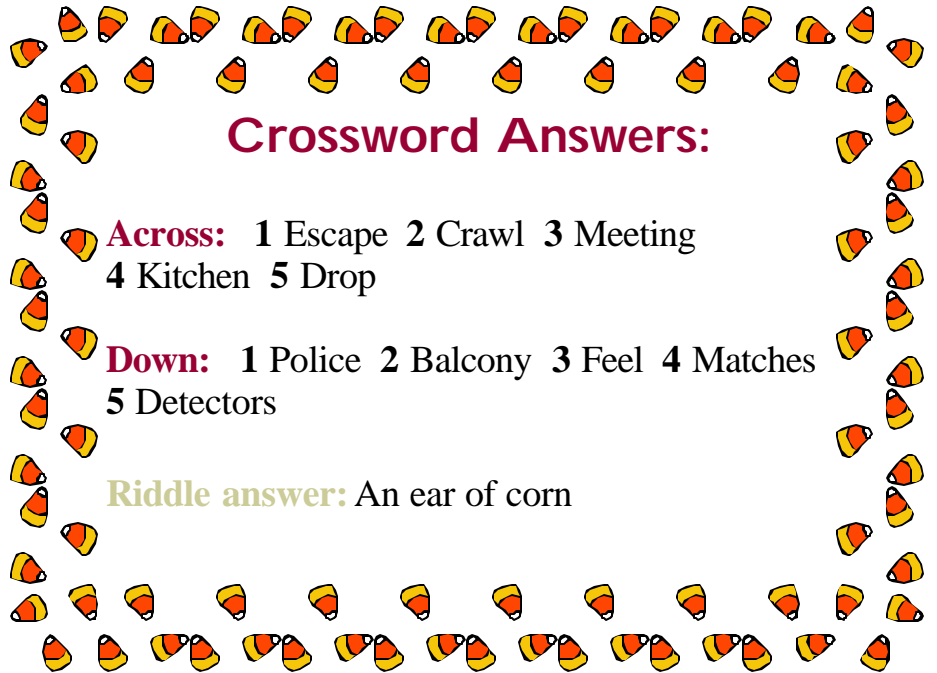 Crossword Answers:
Across: 1 Escape 2 Crawl 3 Meeting
4 Kitchen 5 Drop
Down: 1 Police 2 Balcony 3 Feel 4 Matches
5 Detectors
Riddle answer: An ear of corn